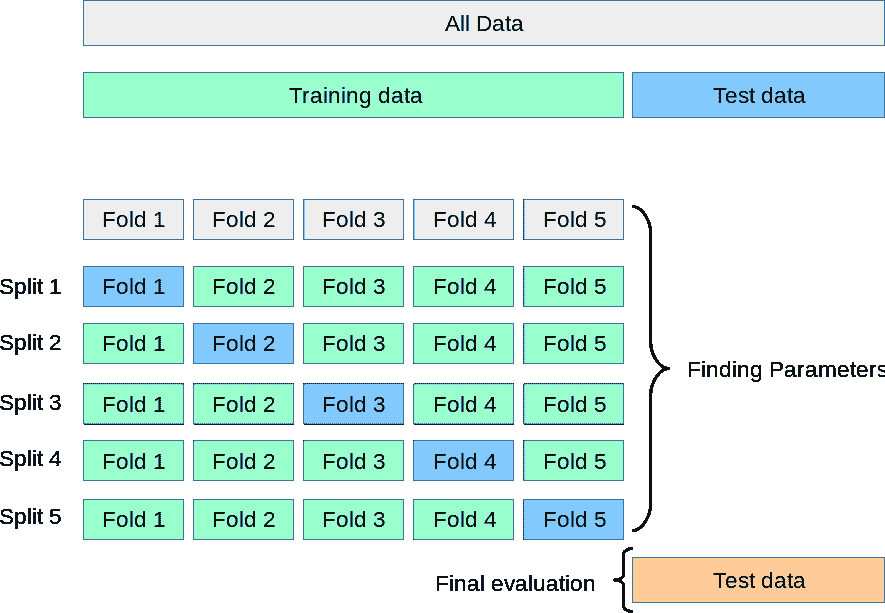 All Data
Training data Test data
Fold 1 Fold 2 Fold 3 Fold 4 Fold 5
Split 1 Fold 1 Fold 2 Fold 3 Fold 4 Fold 5
Split 2 Fold 1 Fold 2 Fold 3 Fold 4 Fold 5
Split 3 Fold 1 Fold 2 Fold 3 Fold 4 Fold 5
Split 4 Fold 1 Fold 2 Fold 3 Fold 4 Fold 5
Split 5 Fold 1 Fold 2 Fold 3 Fold 4 Fold 5
Finding Parameters
Final evaluation Test data